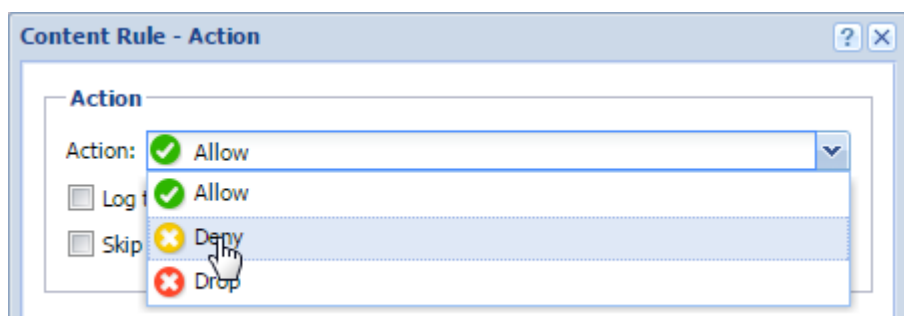 Content Rule - Action ?
Action
Action: Allow
Allow
Log
Deny
Skip
Drop